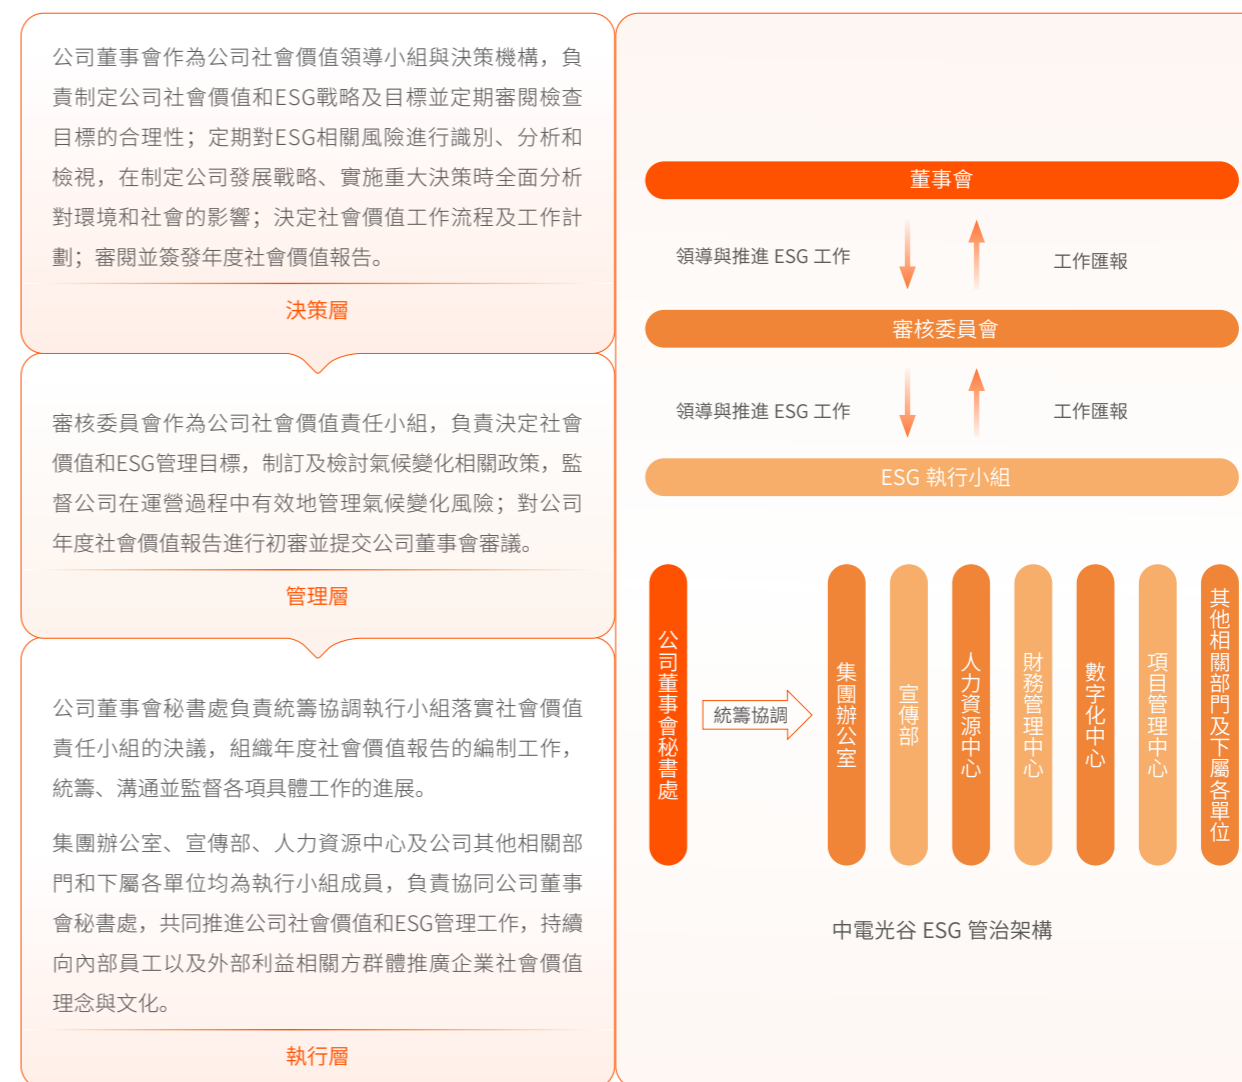 公司董事會作為公司社會價值領導小組與決策機構，負
責制定公司社會價值和ESG戰略及目標並定期審閱檢查
目標的合理性；定期對ESG相關風險進行識別、分析和
檢視，在制定公司發展戰略、實施重大決策時全面分析
對環境和社會的影響；決定社會價值工作流程及工作計
劃；審閱並簽發年度社會價值報告。
決策層
審核委員會作為公司社會價值責任小組，負責決定社會
價值和ESG管理目標，制訂及檢討氣候變化相關政策，監
督公司在運營過程中有效地管理氣候變化風險；對公司
年度社會價值報告進行初審並提交公司董事會審議。
管理層
公司董事會秘書處負責統籌協調執行小組落實社會價值
責任小組的決議，組織年度社會價值報告的編制工作，
統籌、溝通並監督各項具體工作的進展。
集團辦公室、宣傳部、人力資源中心及公司其他相關部
門和下屬各單位均為執行小組成員，負責協同公司董事
會秘書處，共同推進公司社會價值和ESG管理工作，持續
向內部員工以及外部利益相關方群體推廣企業社會價值
理念與文化。
執行層
董事會
領導與推進 ESG 工作
工作匯報
審核委員會
領導與推進 ESG 工作
工作匯報
ESG 執行小組
公司董事會秘書處
統籌協調
集團辦公室
宣傳部
人力資源中心
財務管理中心
數字化中心
項目管理中心
其他相關部門及下屬各單位
中電光谷 ESG 管治架構